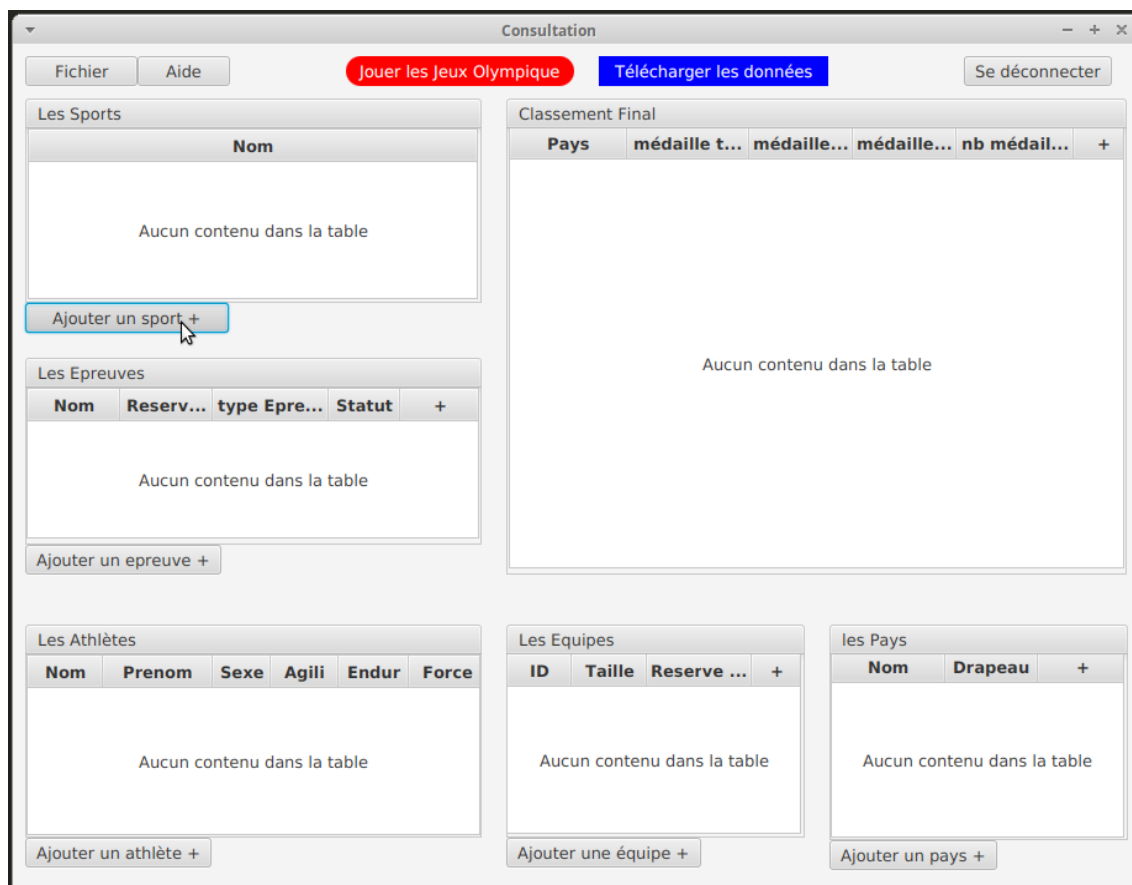 Consultation
Fichier Aide Jouer les Jeux Olympique Télécharger les données Se déconnecter
Les Sports
Nom
Aucun contenu dans la table
Ajouter un sport +
Classement Final
Pays médaille t... médaille... médaille... nb médail... +
Aucun contenu dans la table
Les Epreuves
Nom Reserv... type Epre... Statut +
Aucun contenu dans la table
Ajouter un epreuve +
Les Athlètes
Nom Prenom Sexe Agili Endur Force
Aucun contenu dans la table
Ajouter un athlète +
Les Equipes
ID Taille Reserve ... +
Aucun contenu dans la table
Ajouter une équipe +
les Pays
Nom Drapeau +
Aucun contenu dans la table
Ajouter un pays +